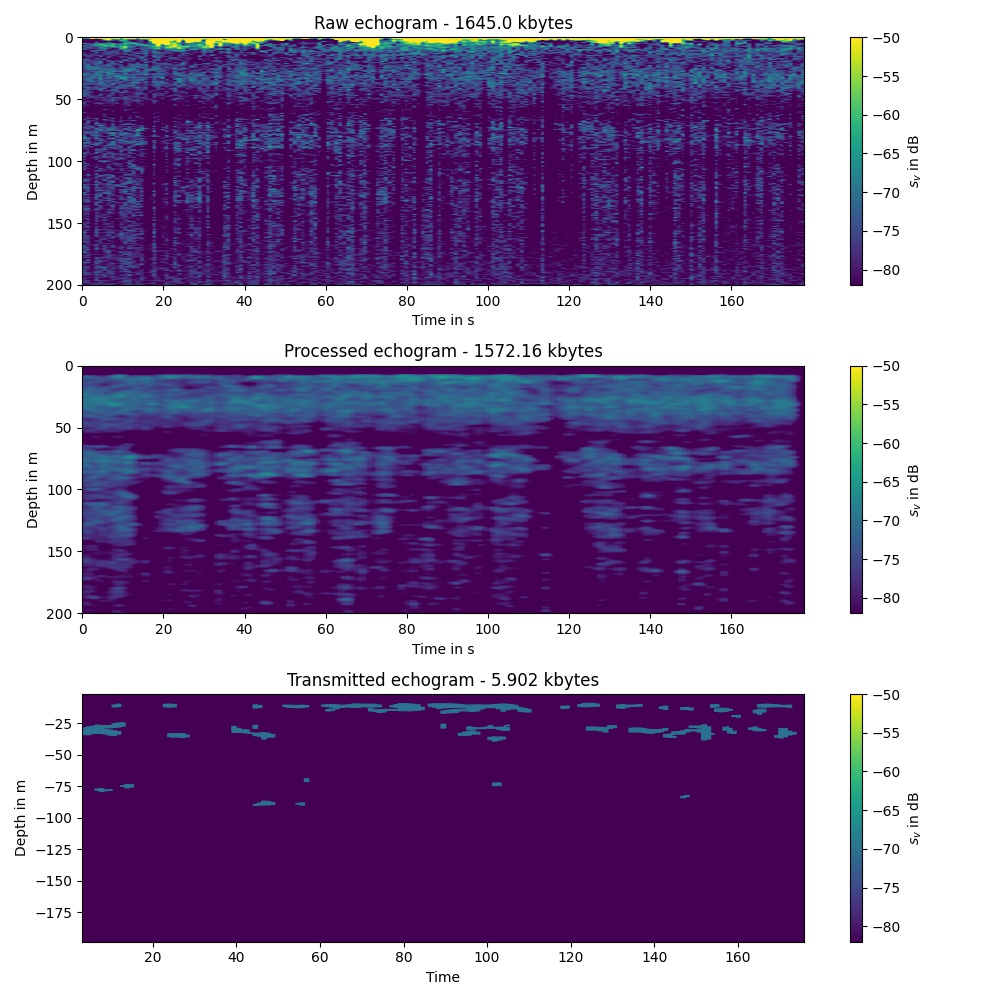 Raw echogram - 1645.0 kbytes
0
50
100
150
200
Depth in m
0 20 40 60 80 100 120 140 160
Time in s
−50
−55
−60
−65
−70
−75
−80
sv in dB
Processed echogram - 1572.16 kbytes
0
50
100
150
200
Depth in m
0 20 40 60 80 100 120 140 160
Time in s
−50
−55
−60
−65
−70
−75
−80
sv in dB
Transmitted echogram - 5.902 kbytes
−25
−50
−75
−100
−125
−150
−175
Depth in m
20 40 60 80 100 120 140 160
Time
−50
−55
−60
−65
−70
−75
−80
sv in dB